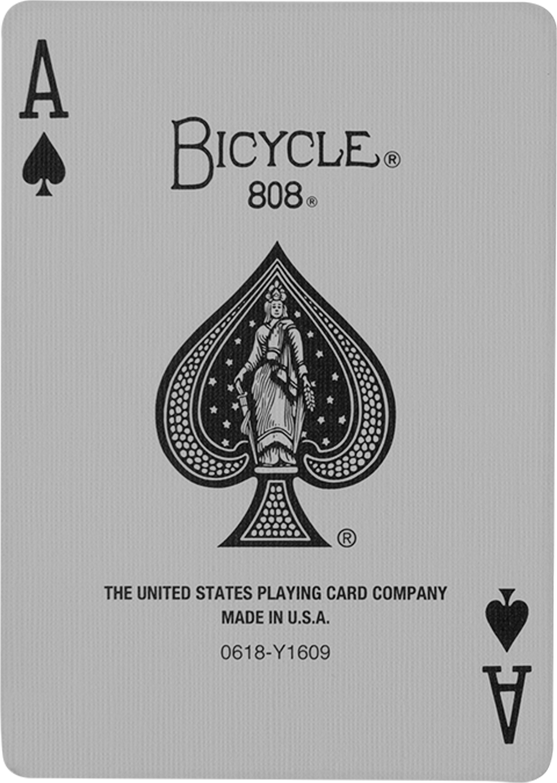 A
BICYCLE®
808®
®
THE UNITED STATES PLAYING CARD COMPANY
MADE IN U.S.A.
0618-Y1609
A